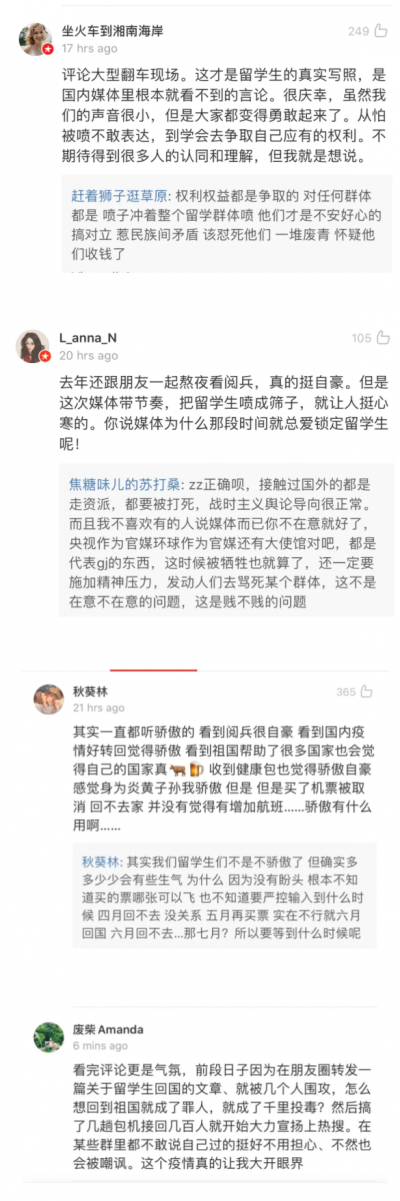 坐火车到湘南海岸
249
17 hrs ago
评论大型翻车现场。这才是留学生的真实写照，是
国内媒体里根本就看不到的言论。很庆幸，虽然我
们的声音很小，但是大家都变得勇敢起来了。从怕
被喷不敢表达，到学会去争取自己应有的权利。不
期待得到很多人的认同和理解，但我就是想说。
赶着狮子逛草原: 权利权益都是争取的 对任何群体
都是 喷子冲着整个留学群体喷 他们才是不安好心的
搞对立 惹民族间矛盾 该怼死他们 一堆废青 怀疑他
们收钱了
L_anna_N
105
20 hrs ago
去年还跟朋友一起熬夜看阅兵，真的挺自豪。但是
这次媒体带节奏，把留学生喷成筛子，就让人挺心
寒的。你说媒体为什么那段时间就总爱锁定留学生
呢！
焦糖味儿的苏打桑: zz正确呗，接触过国外的都是
走资派，都要被打死，战时主义舆论导向很正常。
而且我不喜欢有的人说媒体而已你不在意就好了，
央视作为官媒环球作为官媒还有大使馆对吧，都是
代表gj的东西，这时候被牺牲也就算了，还一定要
施加精神压力，发动人们去骂死某个群体，这不是
在意不在意的问题，这是贱不贱的问题
秋葵林
365
21 hrs ago
其实一直都听骄傲的 看到阅兵很自豪 看到国内疫
情好转回觉得骄傲 看到祖国帮助了很多国家也会觉
得自己的国家真🐂🍺 收到健康包也觉得骄傲自豪
感觉身为炎黄子孙我骄傲 但是 但是买了机票被取
消 回不去家 并没有觉得有增加航班……骄傲有什么
用啊……
秋葵林: 其实我们留学生们不是不骄傲了 但确实多
多少少会有些生气 为什么 因为没有盼头 根本不知
道买的票哪张可以飞 也不知道要严控输入到什么时
候 四月回不去 没关系 五月再买票 实在不行就六月
回国 六月回不去…那七月？所以要等到什么时候呢
废柴 Amanda
6 mins ago
看完评论更是气氛，前段日子因为在朋友圈转发一
篇关于留学生回国的文章、就被几个人围攻，怎么
想回到祖国就成了罪人，就成了千里投毒？然后搞
了几趟包机接回几百人就开始大力宣扬上热搜。在
某些群里都不敢说自己过的挺好不用担心、不然也
会被嘲讽。这个疫情真的让我大开眼界